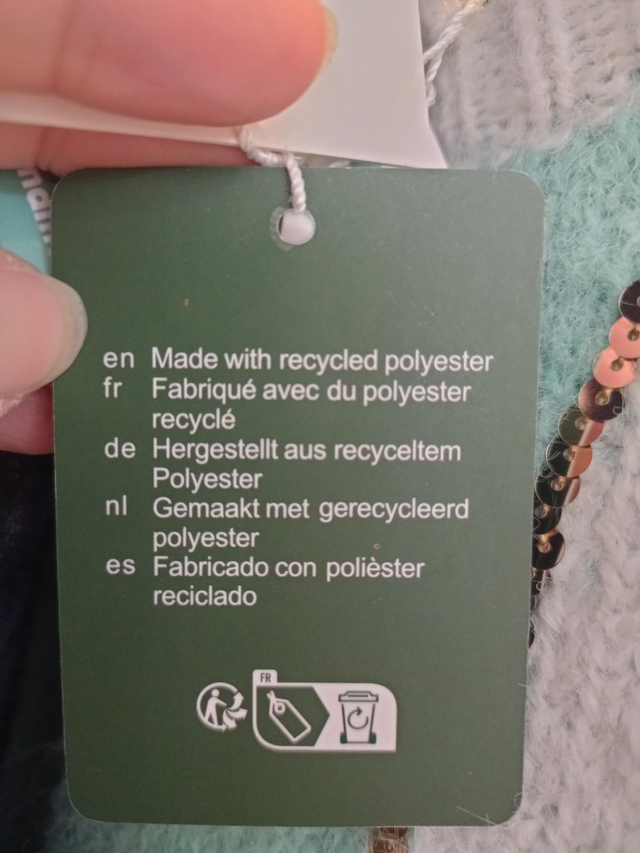 en Made with recycled polyester
fr Fabriqué avec du polyester
recyclé
de Hergestellt aus recyceltem
Polyester
nl Gemaakt met gerecycleerd
polyester
es Fabricado con polièster
reciclado
FR